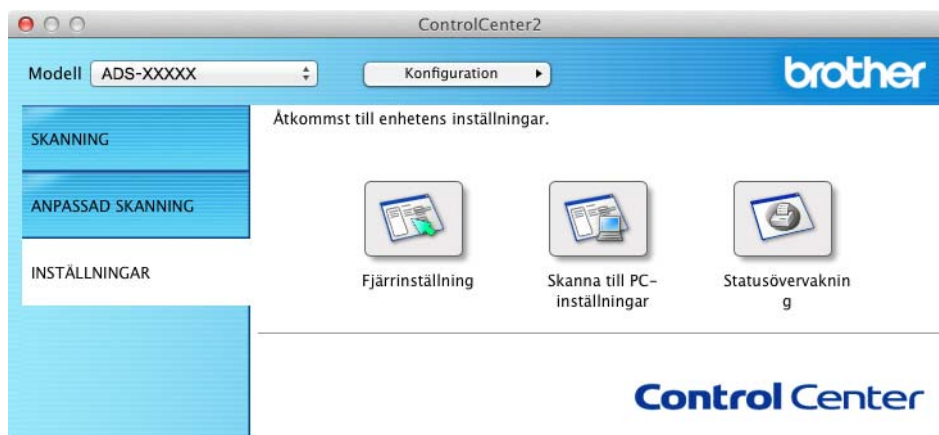 ControlCenter2
Modell ADS-XXXXX Konfiguration brother
SKANNING
ANPASSAD SKANNING
INSTÄLLNINGAR
Åtkommst till enhetens inställningar.
Fjärrinställning
Skanna till PC-
inställningar
Statusövervaknin
g
Control Center